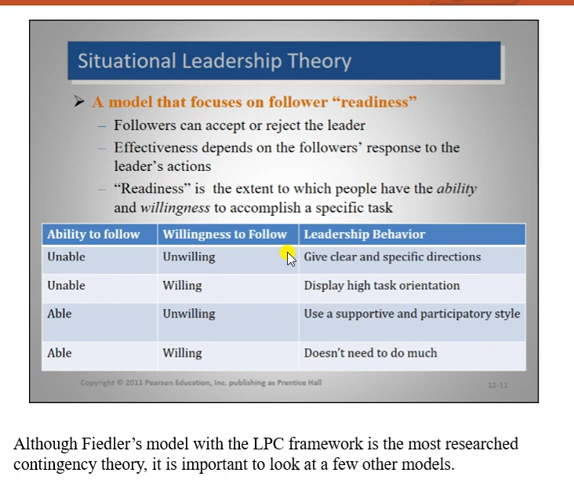 Situational Leadership Theory
➢ A model that focuses on follower “readiness”
– Followers can accept or reject the leader
– Effectiveness depends on the followers’ response to the
leader’s actions
– “Readiness” is the extent to which people have the ability
and willingness to accomplish a specific task
Ability to follow Willingness to Follow Leadership Behavior
Unable Unwilling Give clear and specific directions
Unable Willing Display high task orientation
Able Unwilling Use a supportive and participatory style
Able Willing Doesn’t need to do much
Copyright © 2011 Pearson Education, Inc. publishing as Prentice Hall 12-11
Although Fiedler’s model with the LPC framework is the most researched
contingency theory, it is important to look at a few other models.